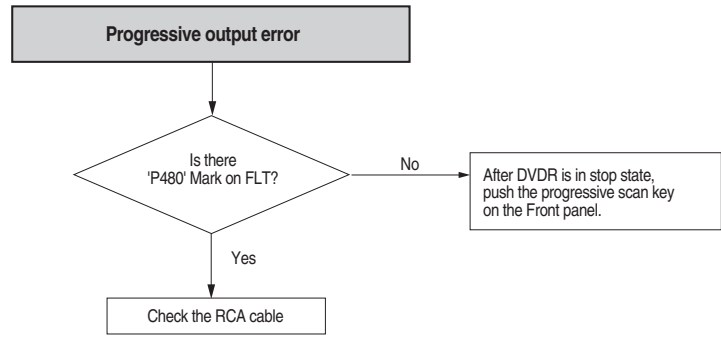 Progressive output error
Is there
'P480' Mark on FLT?
No
After DVDR is in stop state,
push the progressive scan key
on the Front panel.
Yes
Check the RCA cable